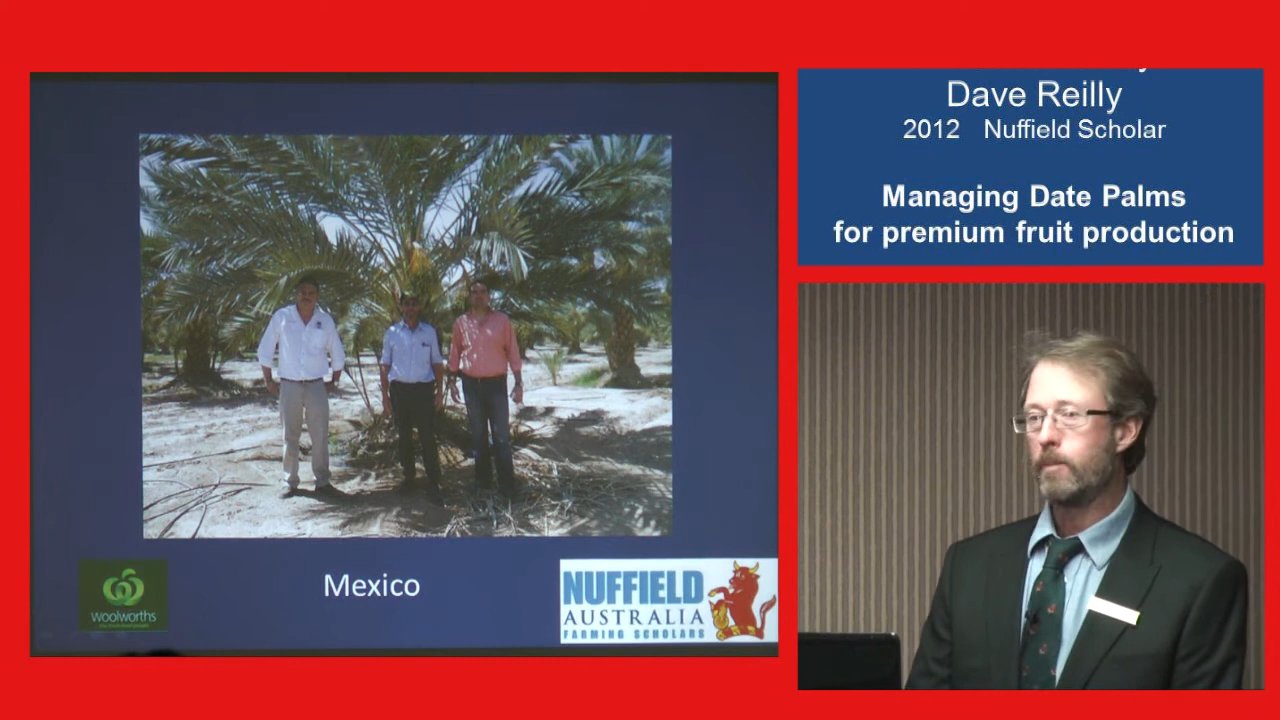 Dave Reilly
2012 Nuffield Scholar
Managing Date Palms
for premium fruit production
Mexico
woolworths
NUFFIELD
AUSTRALIA
FARMING SCHOLARS